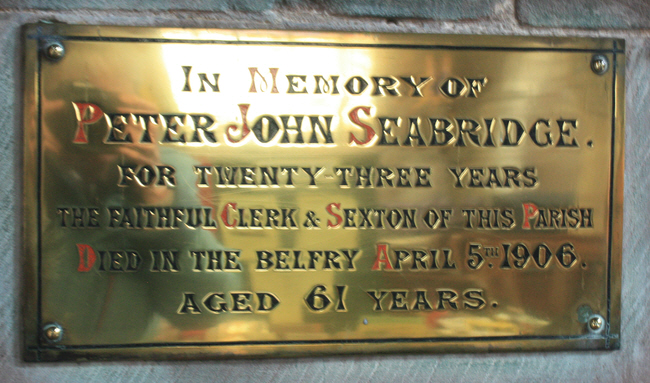 In Memory of
Peter John Seabridge.
for twenty-three years
the faithful Clerk & Sexton of this Parish
Died in the belfry April 5th. 1906.
aged 61 years.